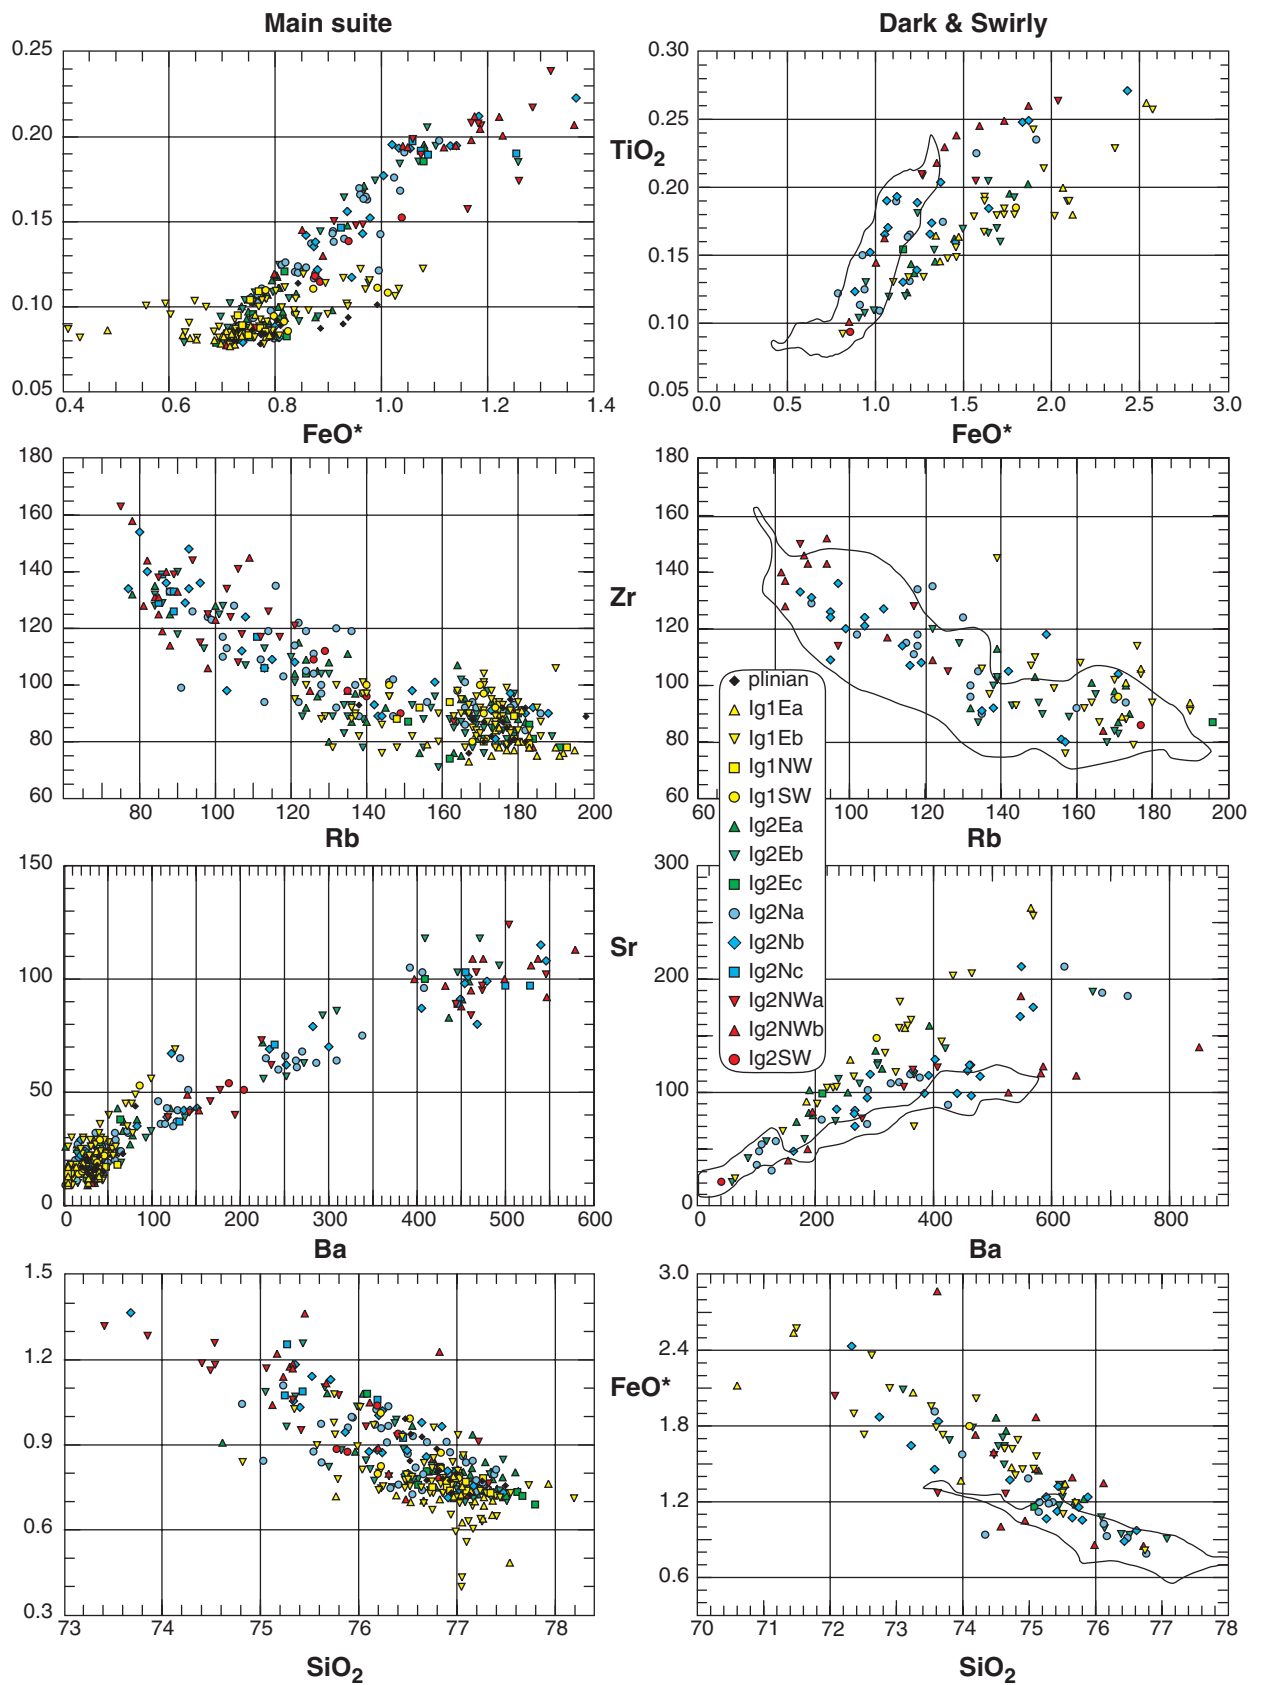 Main suite
Dark & Swirly
0.25
0.20
0.15
0.10
0.05
0.4 0.6 0.8 1.0 1.2 1.4
FeO*
TiO2
0.30
0.25
0.20
0.15
0.10
0.05
0.0 0.5 1.0 1.5 2.0 2.5 3.0
FeO*
180
160
140
120
100
80
60
80 100 120 140 160 180 200
Rb
Zr
180
160
140
120
100
80
60
60 100 120 140 160 180 200
Rb
plinian
Ig1Ea
Ig1Eb
Ig1NW
Ig1SW
Ig2Ea
Ig2Eb
Ig2Ec
Ig2Na
Ig2Nb
Ig2Nc
Ig2NWa
Ig2NWb
Ig2SW
150
100
50
0
0 100 200 300 400 500 600
Ba
Sr
300
200
100
0
0 200 400 600 800
Ba
1.5
1.2
0.9
0.6
0.3
73 74 75 76 77 78
SiO2
FeO*
3.0
2.4
1.8
1.2
0.6
70 71 72 73 74 75 76 77 78
SiO2